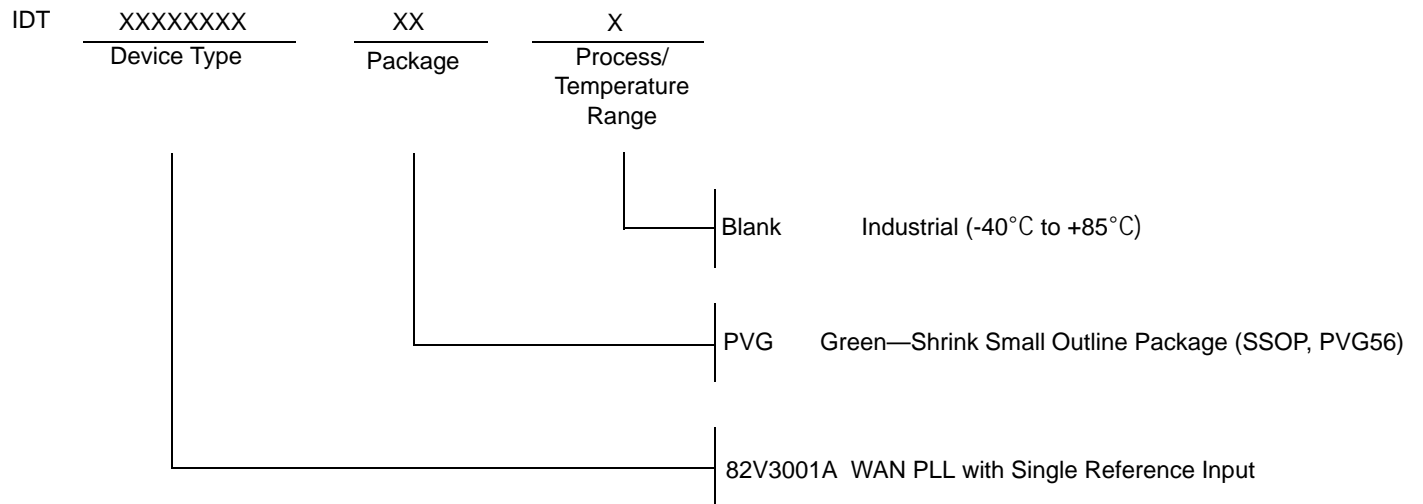 IDT XXXXXXXX XX X
Device Type Package Process/
Temperature
Range
Blank Industrial (-40°C to +85°C)
PVG Green—Shrink Small Outline Package (SSOP, PVG56)
82V3001A WAN PLL with Single Reference Input